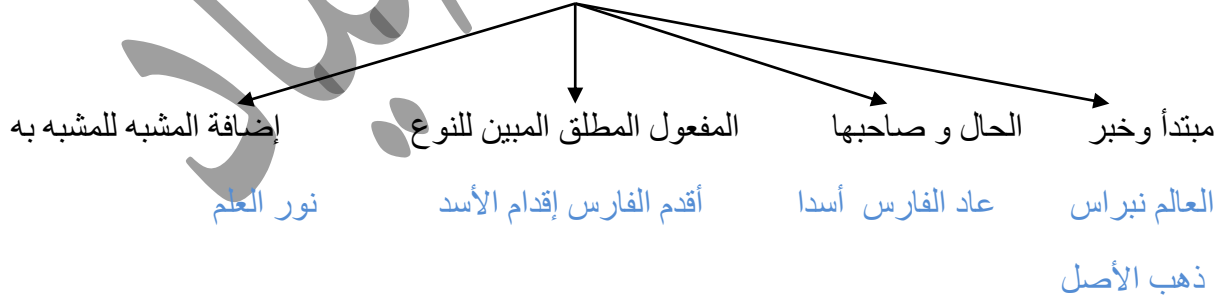 مبتدأ وخبر الحال و صاحبها المفعول المطلق المبين للنوع إضافة المشبه للمشبه به
العالم نبراس عاد الفارس أسدا أقدم الفارس إقدام الأسد نور العلم
ذهب الأصل